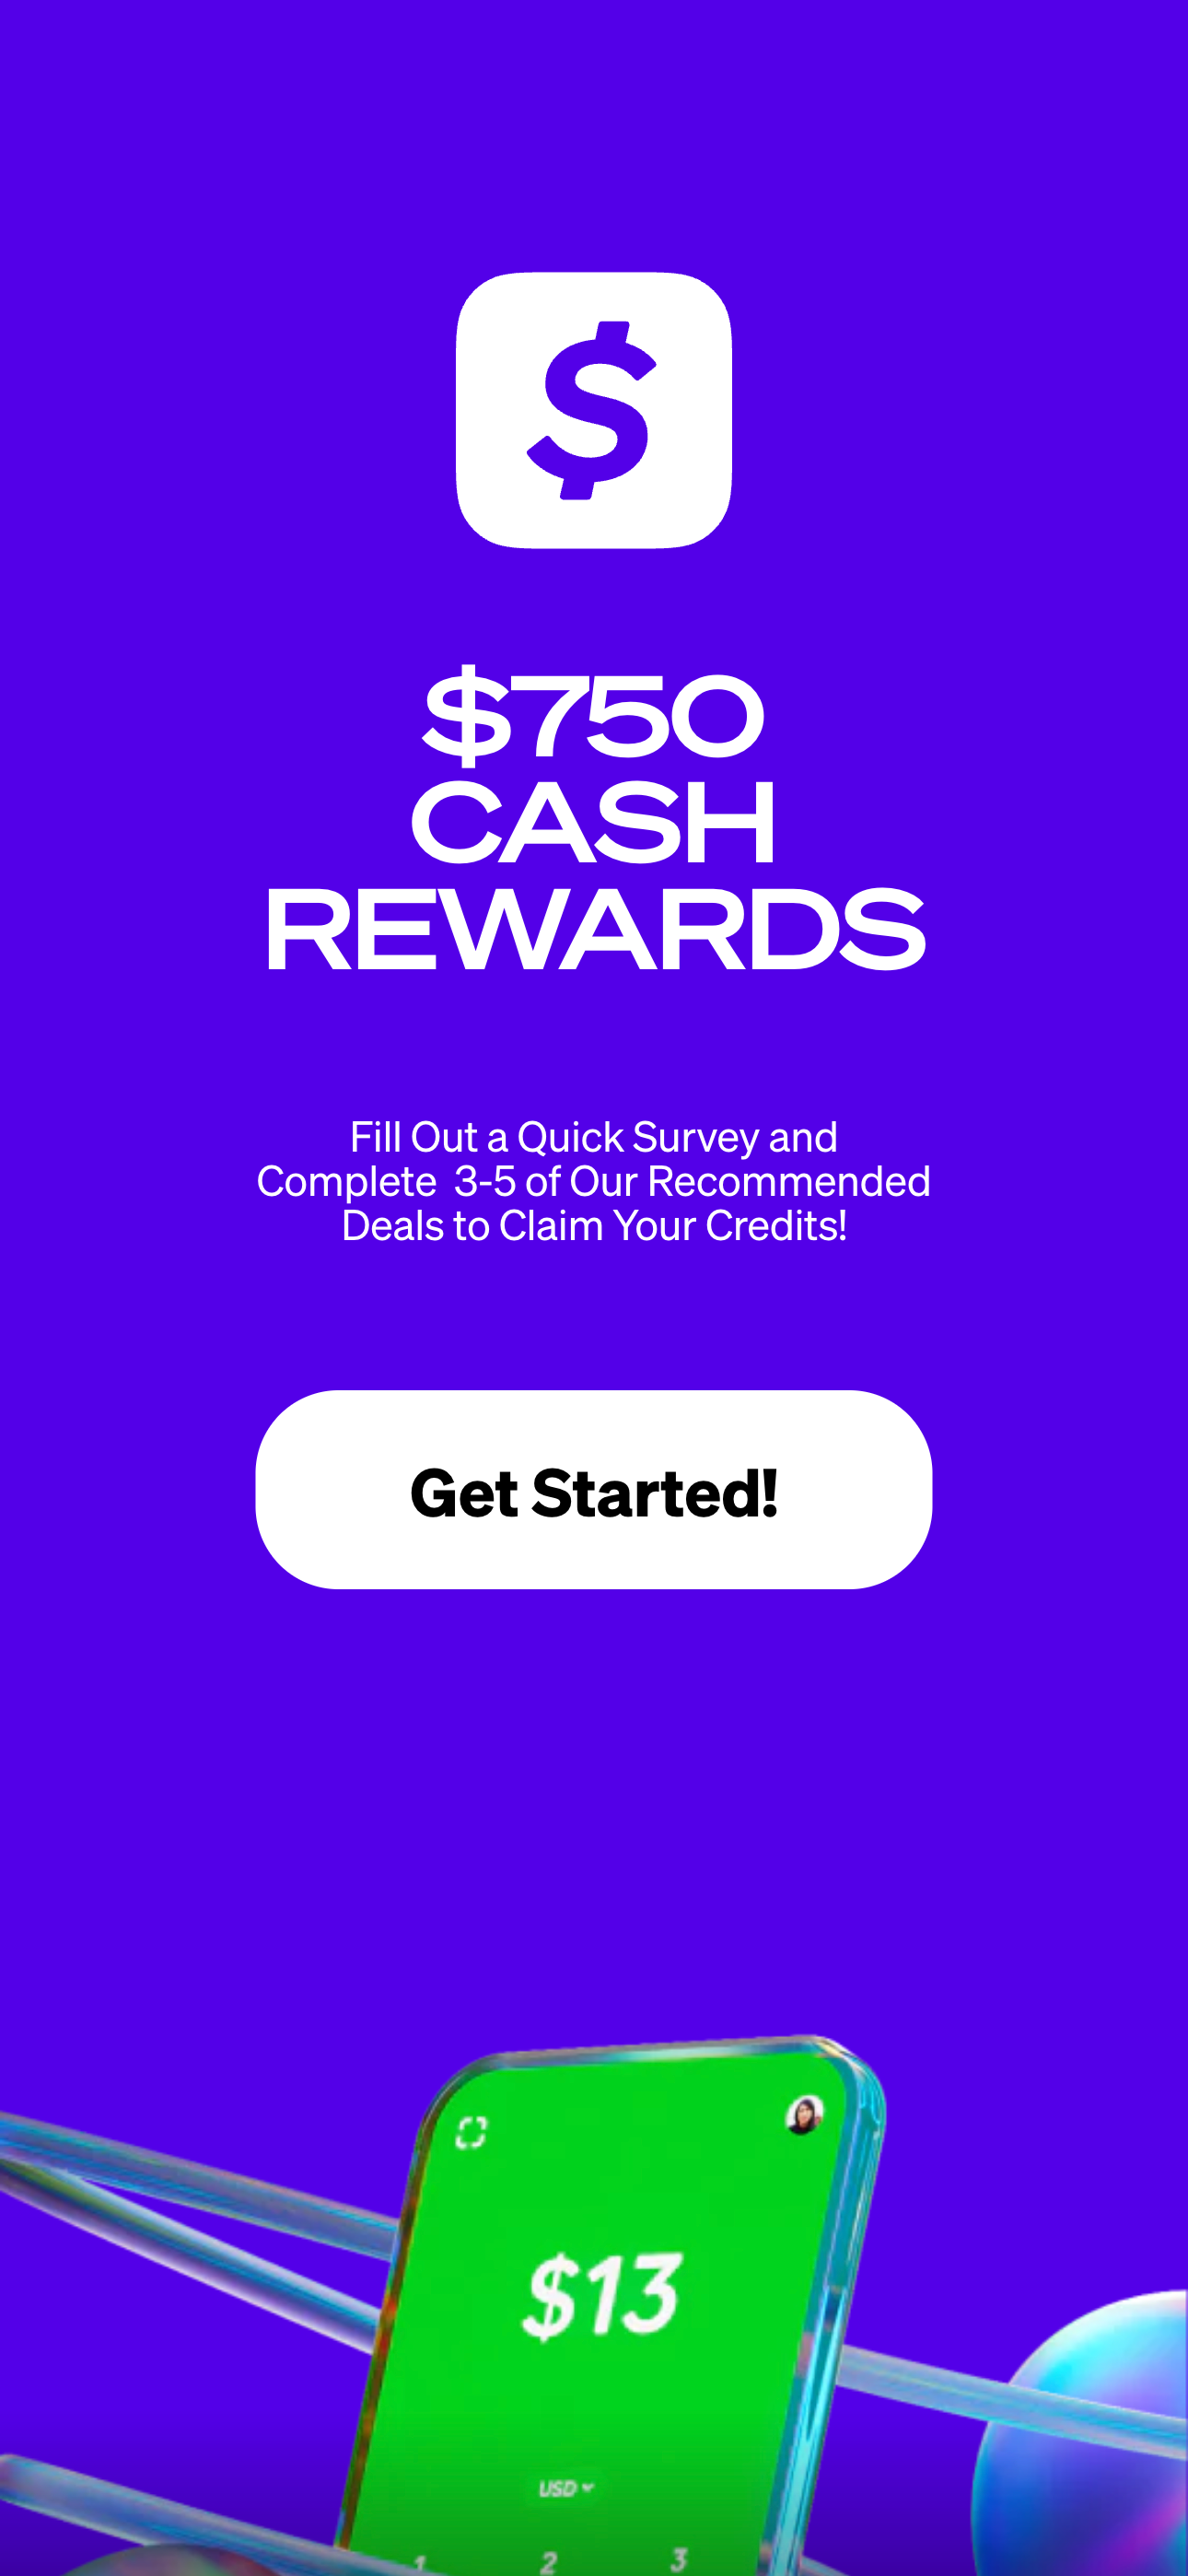 $
$750
CASH
REWARDS
Fill Out a Quick Survey and
Complete 3-5 of Our Recommended
Deals to Claim Your Credits!
Get Started!
$13
USD
1 2 3